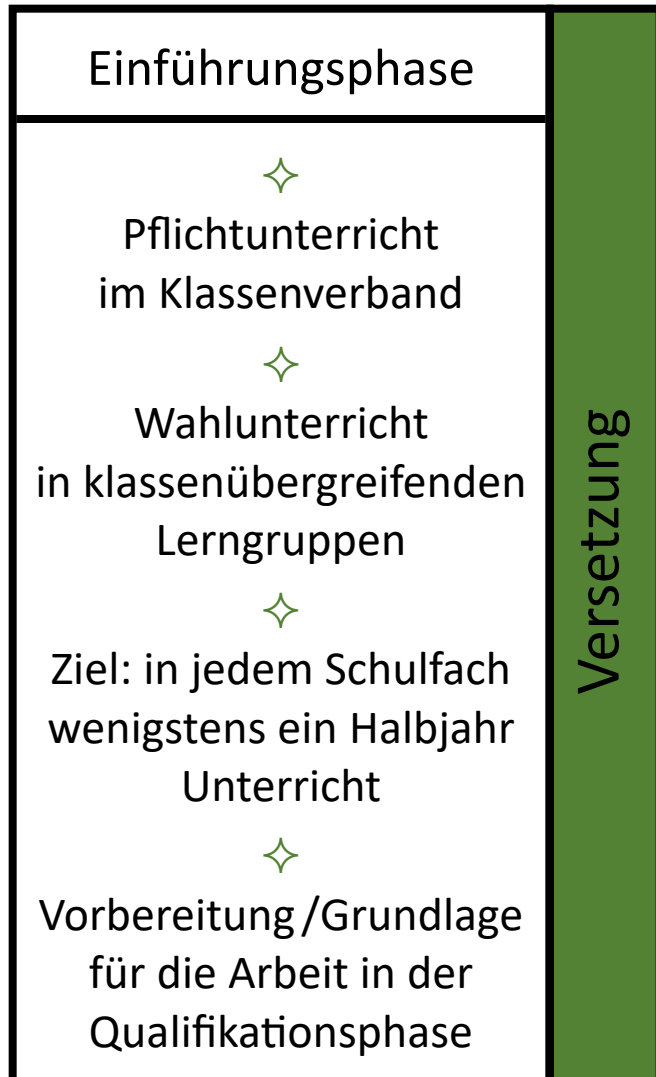 Einführungsphase
Pflichtunterricht
im Klassenverband
Wahlunterricht
in klassenübergreifenden
Lerngruppen
Ziel: in jedem Schulfach
wenigstens ein Halbjahr
Unterricht
Vorbereitung/Grundlage
für die Arbeit in der
Qualifikationsphase
Versetzung